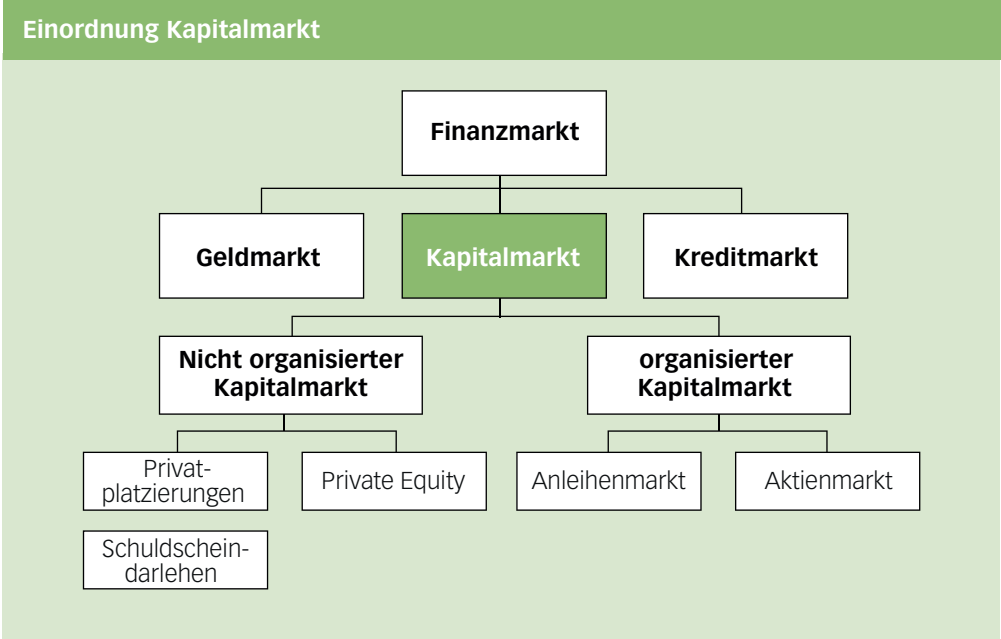 Einordnung Kapitalmarkt
Finanzmarkt
Geldmarkt
Kapitalmarkt
Kreditmarkt
Nicht organisierter
Kapitalmarkt
organisierter
Kapitalmarkt
Privat-
platzierungen
Private Equity
Anleihenmarkt
Aktienmarkt
Schuldschein-
darlehen